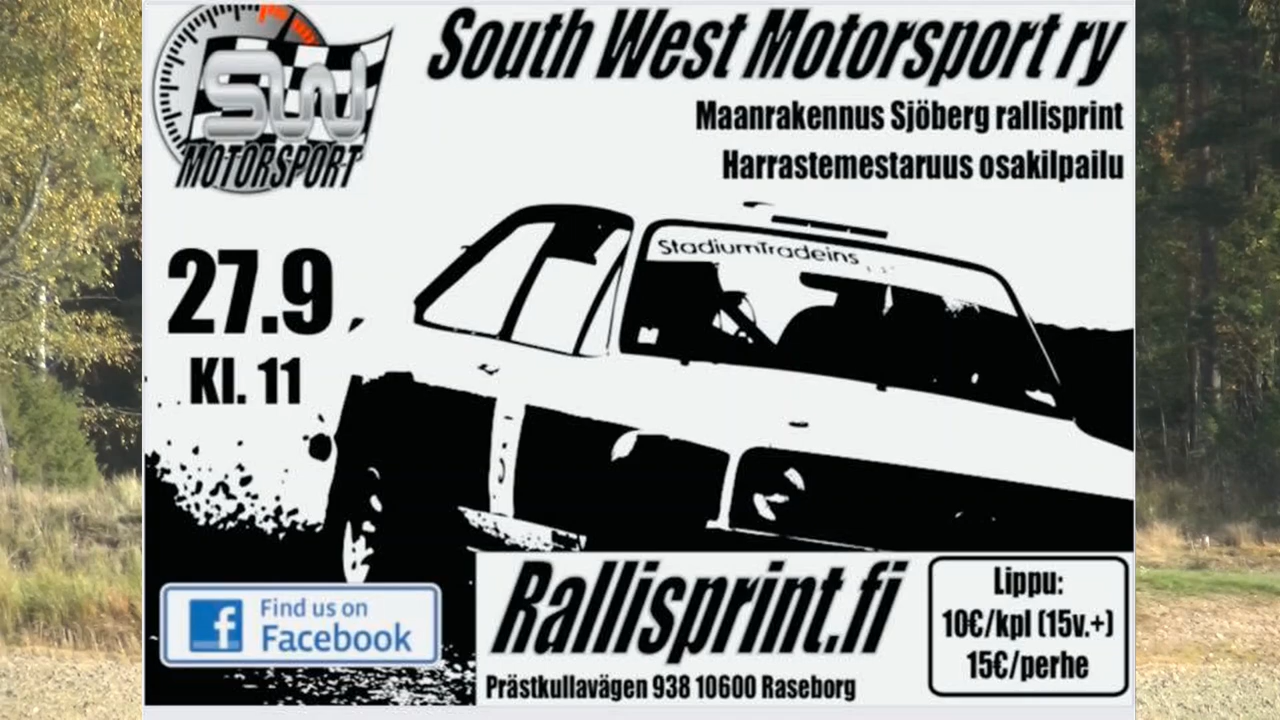 South West Motorsport ry
SW
MOTORSPORT
Maanrakennus Sjöberg rallisprint
Harrastemestaruus osakilpailu
StadiumTradeins
27.9
Kl. 11
Find us on
Facebook
Rallisprint.fi
Prästkullavägen 938 10600 Raseborg
Lippu:
10€/kpl (15v.+)
15€/perhe